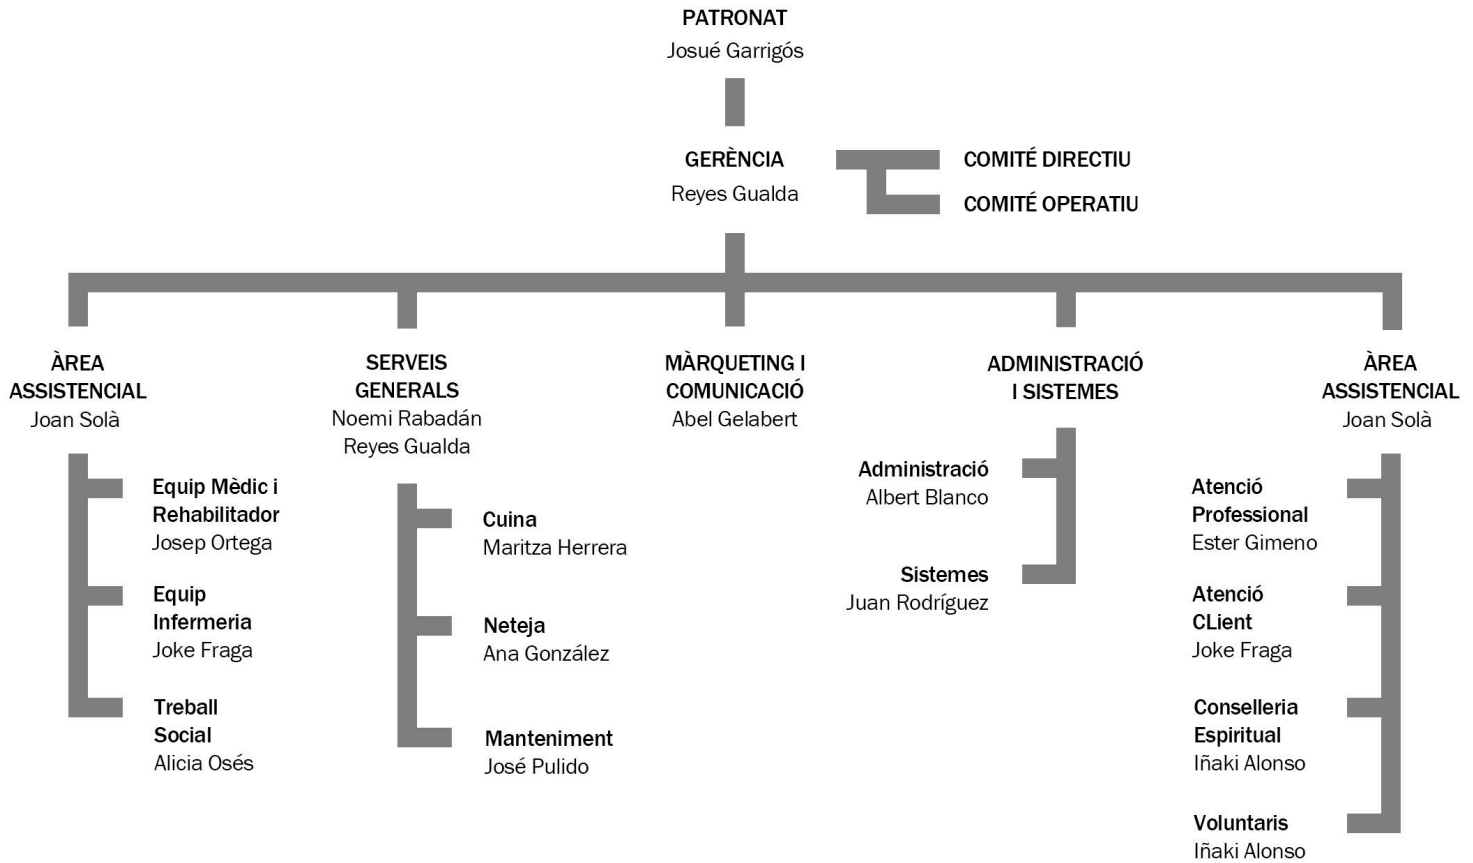 PATRONAT
Josué Garrigós
GERÈNCIA
Reyes Gualda
COMITÉ DIRECTIU
COMITÉ OPERATIU
ÀREA
ASSISTENCIAL
Joan Solà
Equip Mèdic i
Rehabilitador
Josep Ortega
Equip
Infermeria
Joke Fraga
Treball
Social
Alicia Osés
SERVEIS
GENERALS
Noemi Rabadán
Reyes Gualda
Cuina
Maritza Herrera
Neteja
Ana González
Manteniment
José Pulido
MÀRQUETING I
COMUNICACIÓ
Abel Gelabert
ADMINISTRACIÓ
I SISTEMES
Administració
Albert Blanco
Sistemes
Juan Rodríguez
ÀREA
ASSISTENCIAL
Joan Solà
Atenció
Professional
Ester Gimeno
Atenció
CLient
Joke Fraga
Conselleria
Espiritual
Iñaki Alonso
Voluntaris
Iñaki Alonso